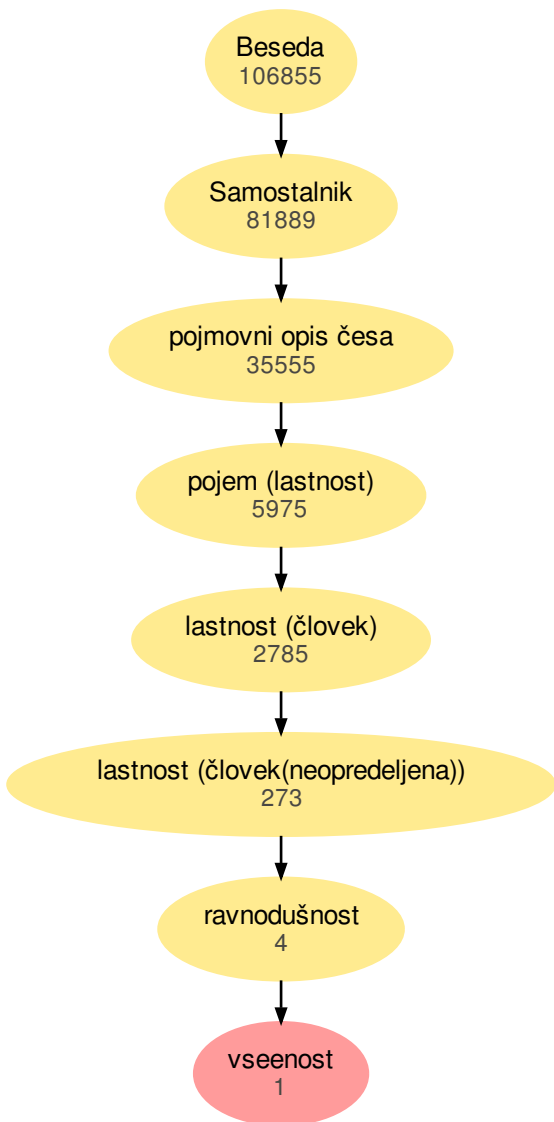 Beseda
106855
Samostalnik
81889
pojmovni opis česa
35555
pojem (lastnost)
5975
lastnost (človek)
2785
lastnost (človek(neopredeljena))
273
ravnodušnost
4
vseenost
1